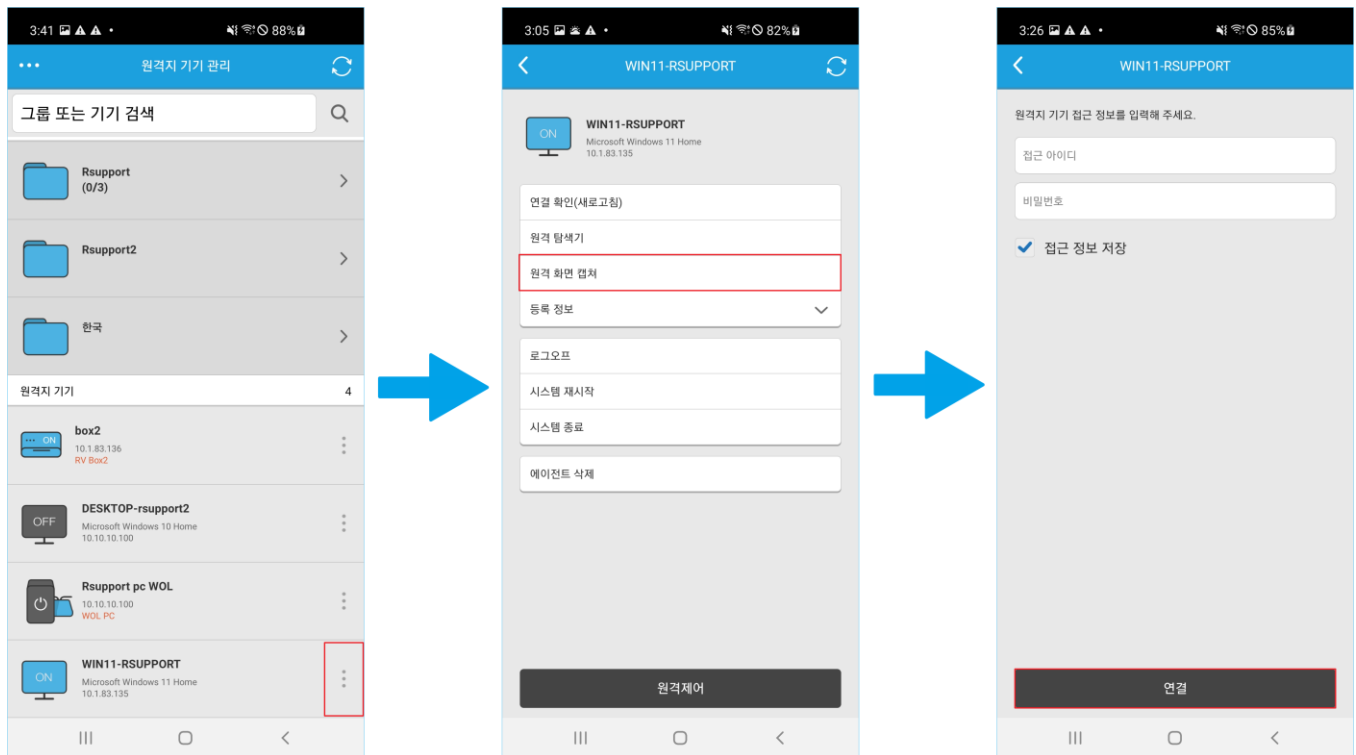 3:41
88%
원격지 기기 관리
그룹 또는 기기 검색
Rsupport
(0/3)
Rsupport2
한국
원격지 기기
4
ON
box2
10.1.83.136
RV Box2
OFF
DESKTOP-rsupport2
Microsoft Windows 10 Home
10.10.10.100
Rsupport pc WOL
10.10.10.100
WOL PC
ON
WIN11-RSUPPORT
Microsoft Windows 11 Home
10.1.83.135
3:05
82%
WIN11-RSUPPORT
ON
WIN11-RSUPPORT
Microsoft Windows 11 Home
10.1.83.135
연결 확인(새로고침)
원격 탐색기
원격 화면 캡쳐
등록 정보
로그오프
시스템 재시작
시스템 종료
에이전트 삭제
원격제어
3:26
85%
WIN11-RSUPPORT
원격지 기기 접근 정보를 입력해 주세요.
접근 아이디
비밀번호
접근 정보 저장
연결